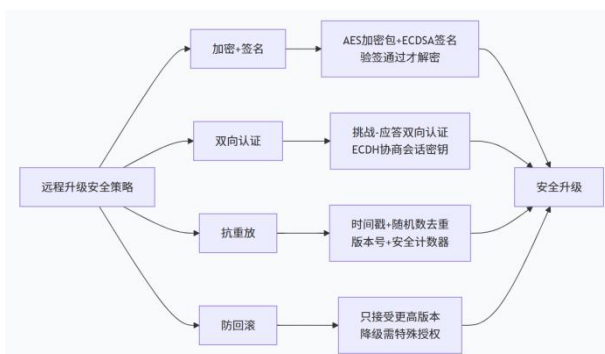 加密+签名
AES加密包+ECDSA签名
验签通过才解密
双向认证
挑战-应答双向认证
ECDH协商会话密钥
远程升级安全策略
安全升级
抗重放
时间戳+随机数去重
版本号+安全计数器
防回滚
只接受更高版本
降级需特殊授权